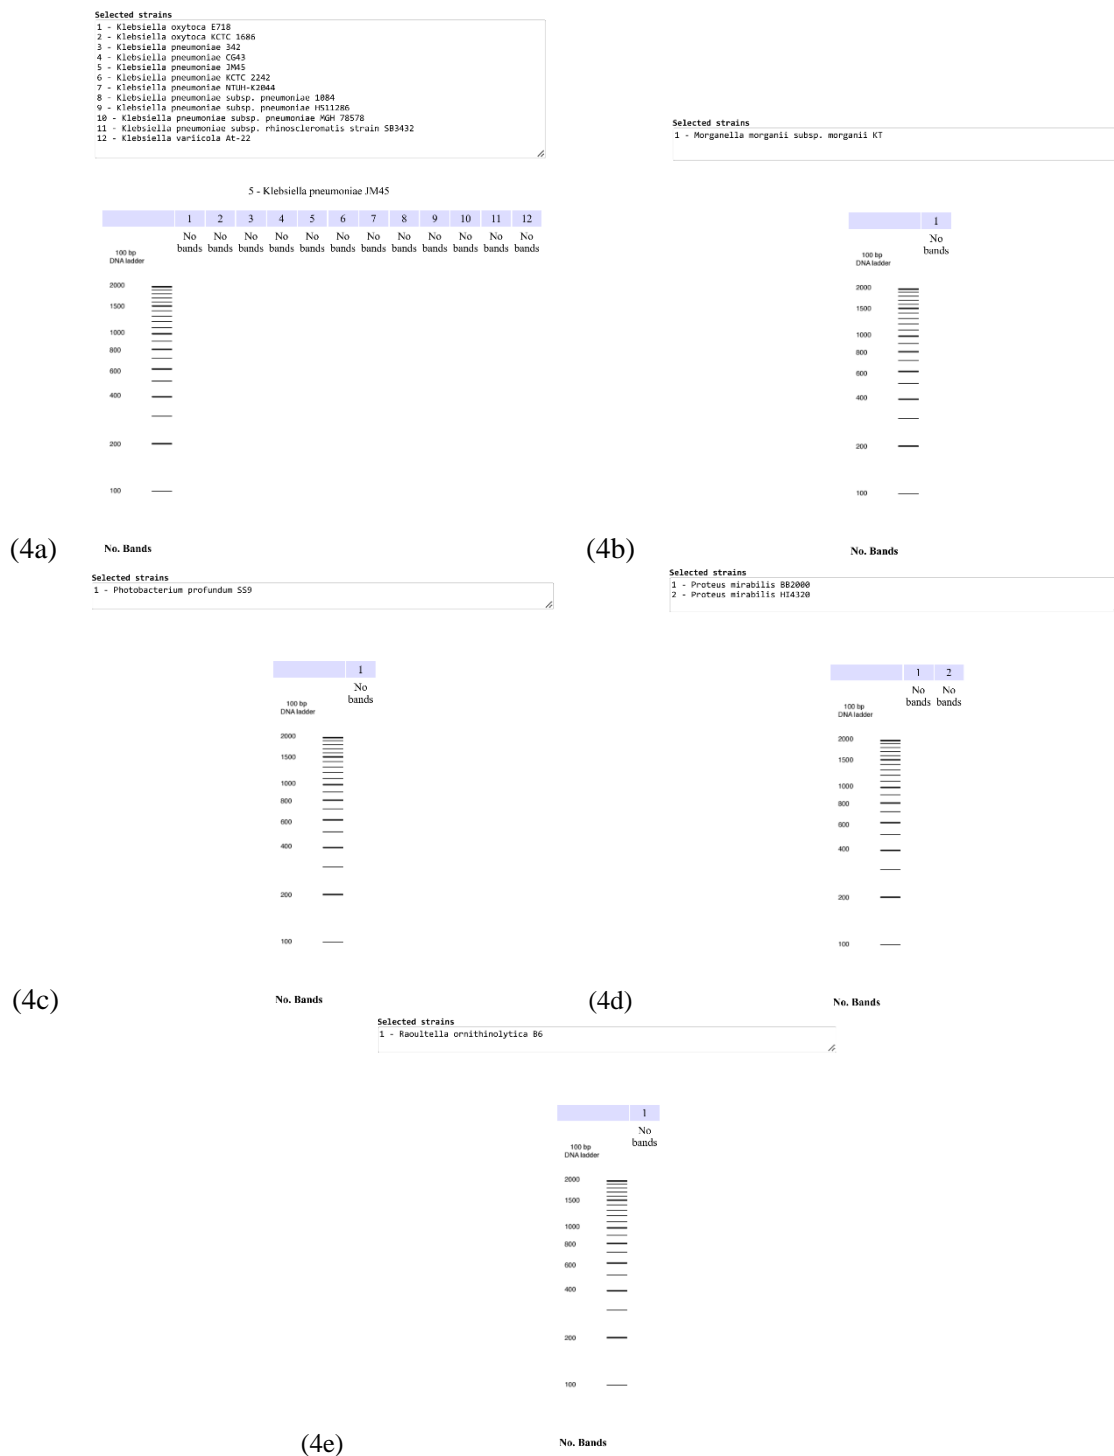 Selected strains
1 - Klebsiella oxytoca E718
2 - Klebsiella oxytoca KCTC 1686
3 - Klebsiella pneumoniae 342
4 - Klebsiella pneumoniae CG43
5 - Klebsiella pneumoniae JM45
6 - Klebsiella pneumoniae KCTC 2242
7 - Klebsiella pneumoniae NTUH-K2044
8 - Klebsiella pneumoniae subsp. pneumoniae 1084
9 - Klebsiella pneumoniae subsp. pneumoniae HS11286
10 - Klebsiella pneumoniae subsp. pneumoniae MGH 78578
11 - Klebsiella pneumoniae subsp. rhinoscleromatis strain SB3432
12 - Klebsiella variicola At-22
5 - Klebsiella pneumoniae JM45
1 2 3 4 5 6 7 8 9 10 11 12
No No No No No No No No No No No No
bands bands bands bands bands bands bands bands bands bands bands bands
100 bp
DNA ladder
2000
1500
1000
800
600
400
200
100
(4a)
No. Bands
Selected strains
1 - Morganella morganii subsp. morganii KT
1
No
bands
100 bp
DNA ladder
2000
1500
1000
800
600
400
200
100
(4b)
No. Bands
Selected strains
1 - Photobacterium profundum SS9
1
No
bands
100 bp
DNA ladder
2000
1500
1000
800
600
400
200
100
(4c)
No. Bands
Selected strains
1 - Proteus mirabilis BB2000
2 - Proteus mirabilis HI4320
1 2
No No
bands bands
100 bp
DNA ladder
2000
1500
1000
800
600
400
200
100
(4d)
No. Bands
Selected strains
1 - Raoultella ornithinolytica B6
1
No
bands
100 bp
DNA ladder
2000
1500
1000
800
600
400
200
100
(4e)
No. Bands